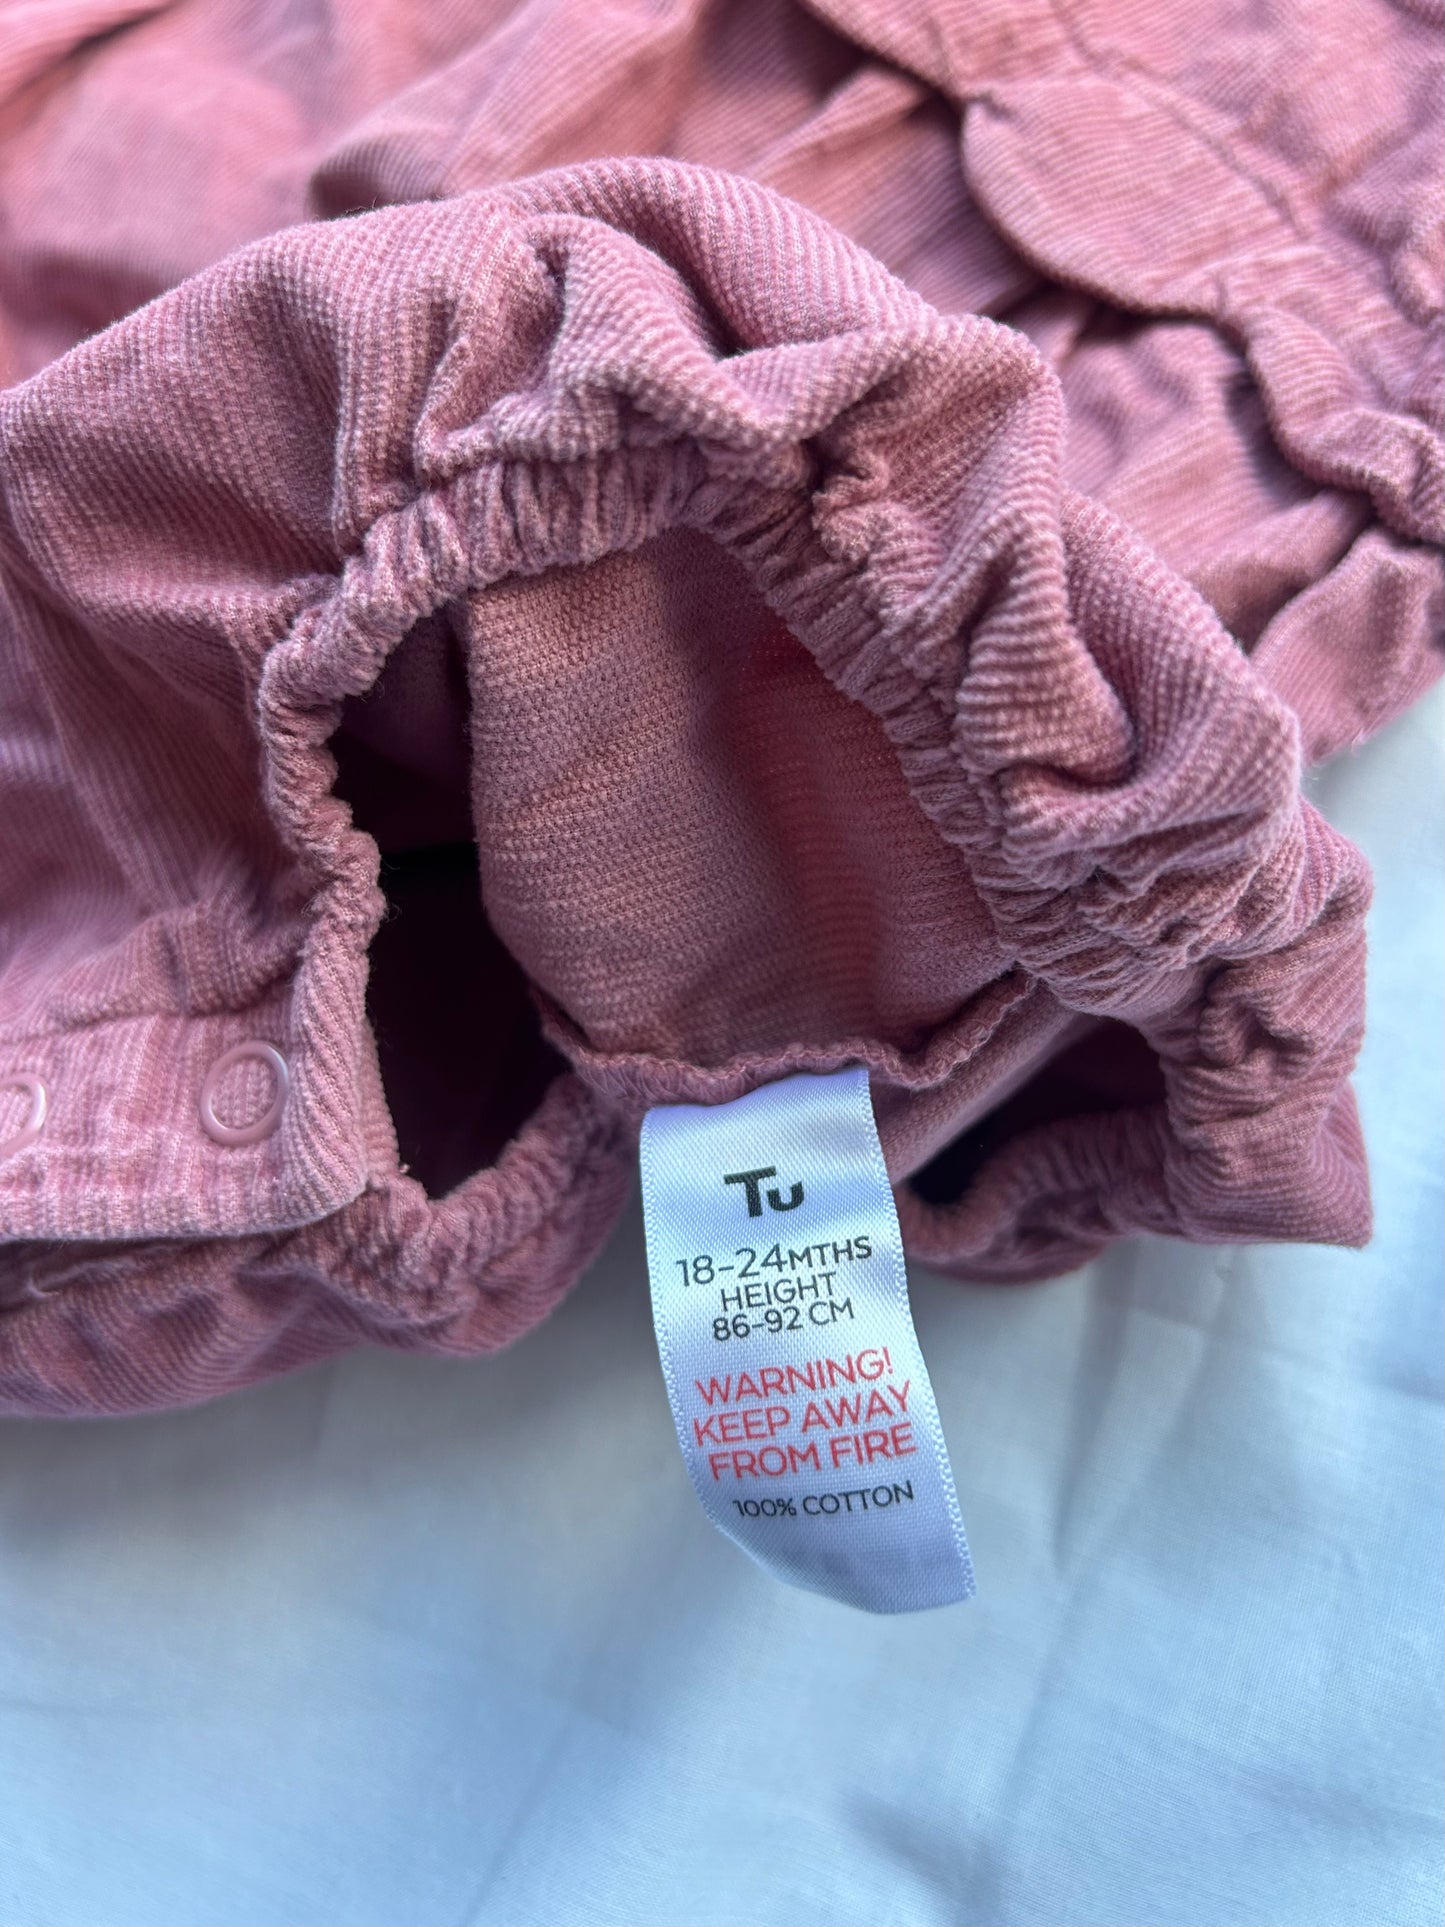 Tu
18-24MTHS
HEIGHT
86-92 CM
WARNING!
KEEP AWAY
FROM FIRE
100% COTTON